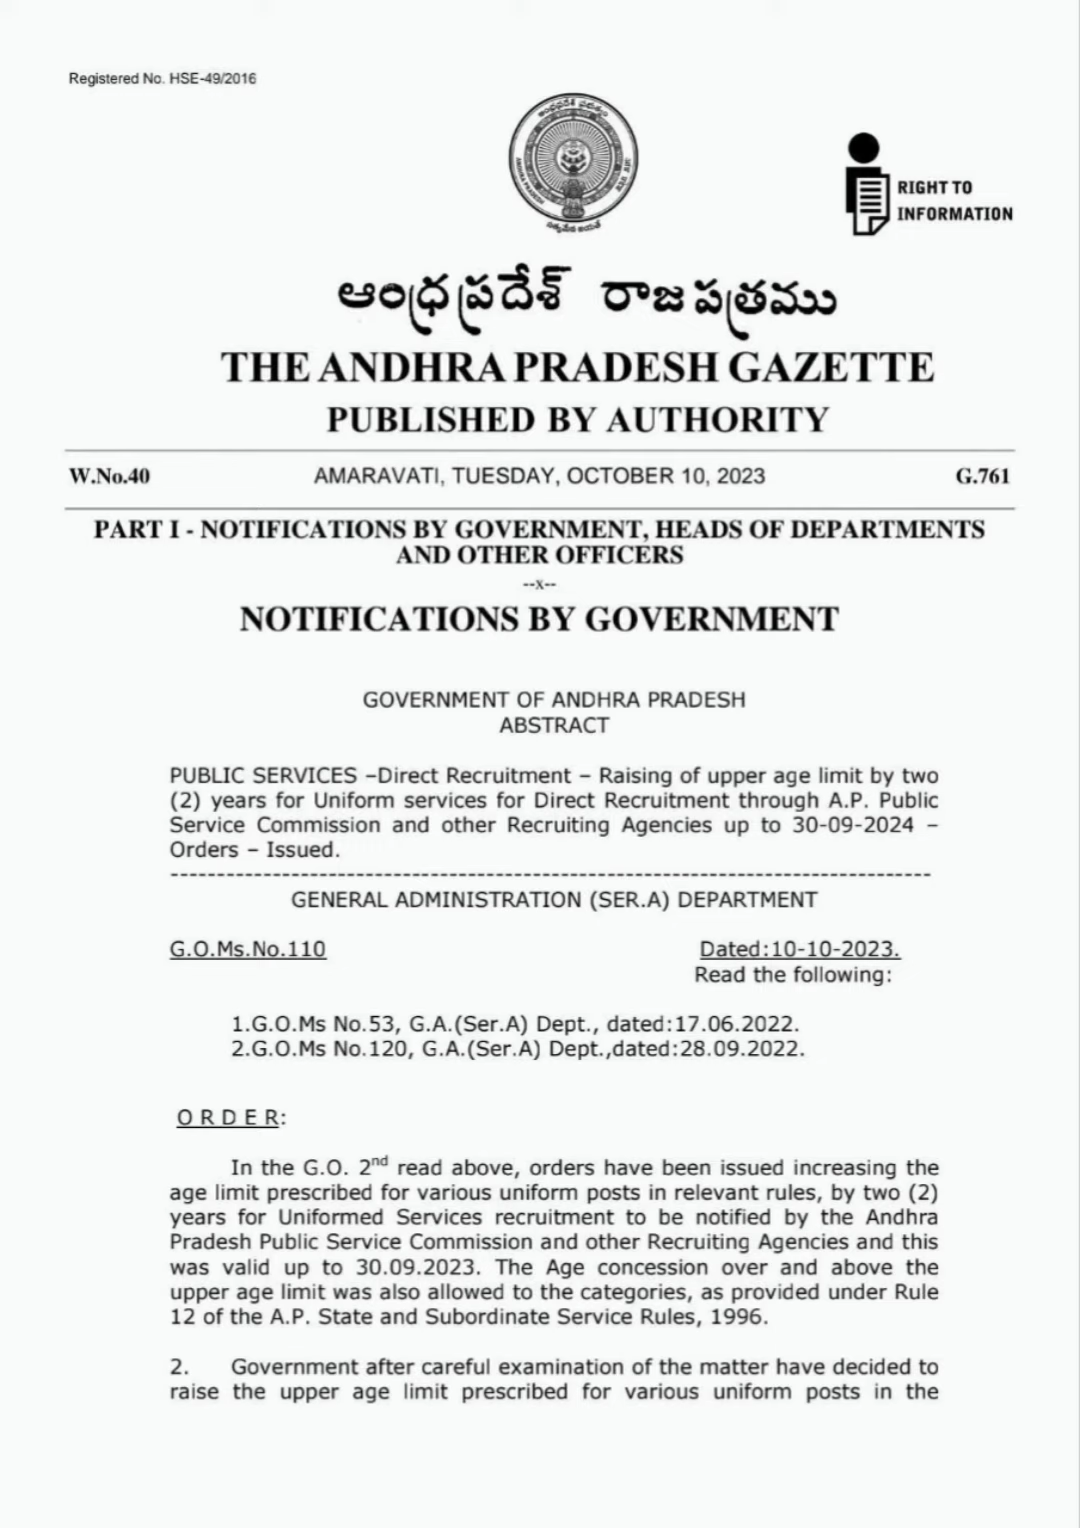 Registered No. HSE-49/2016
RIGHT TO
INFORMATION
ఆంధ్రప్రదేశ్ రాజపత్రము
THE ANDHRA PRADESH GAZETTE
PUBLISHED BY AUTHORITY
W.No.40 AMARAVATI, TUESDAY, OCTOBER 10, 2023 G.761
PART I - NOTIFICATIONS BY GOVERNMENT, HEADS OF DEPARTMENTS
AND OTHER OFFICERS
--x--
NOTIFICATIONS BY GOVERNMENT
GOVERNMENT OF ANDHRA PRADESH
ABSTRACT
PUBLIC SERVICES –Direct Recruitment – Raising of upper age limit by two
(2) years for Uniform services for Direct Recruitment through A.P. Public
Service Commission and other Recruiting Agencies up to 30-09-2024 –
Orders – Issued.
----------------------------------------------------------------------------------
GENERAL ADMINISTRATION (SER.A) DEPARTMENT
G.O.Ms.No.110 Dated:10-10-2023.
Read the following:
1.G.O.Ms No.53, G.A.(Ser.A) Dept., dated:17.06.2022.
2.G.O.Ms No.120, G.A.(Ser.A) Dept.,dated:28.09.2022.
O R D E R:
In the G.O. 2nd read above, orders have been issued increasing the
age limit prescribed for various uniform posts in relevant rules, by two (2)
years for Uniformed Services recruitment to be notified by the Andhra
Pradesh Public Service Commission and other Recruiting Agencies and this
was valid up to 30.09.2023. The Age concession over and above the
upper age limit was also allowed to the categories, as provided under Rule
12 of the A.P. State and Subordinate Service Rules, 1996.
2. Government after careful examination of the matter have decided to
raise the upper age limit prescribed for various uniform posts in the